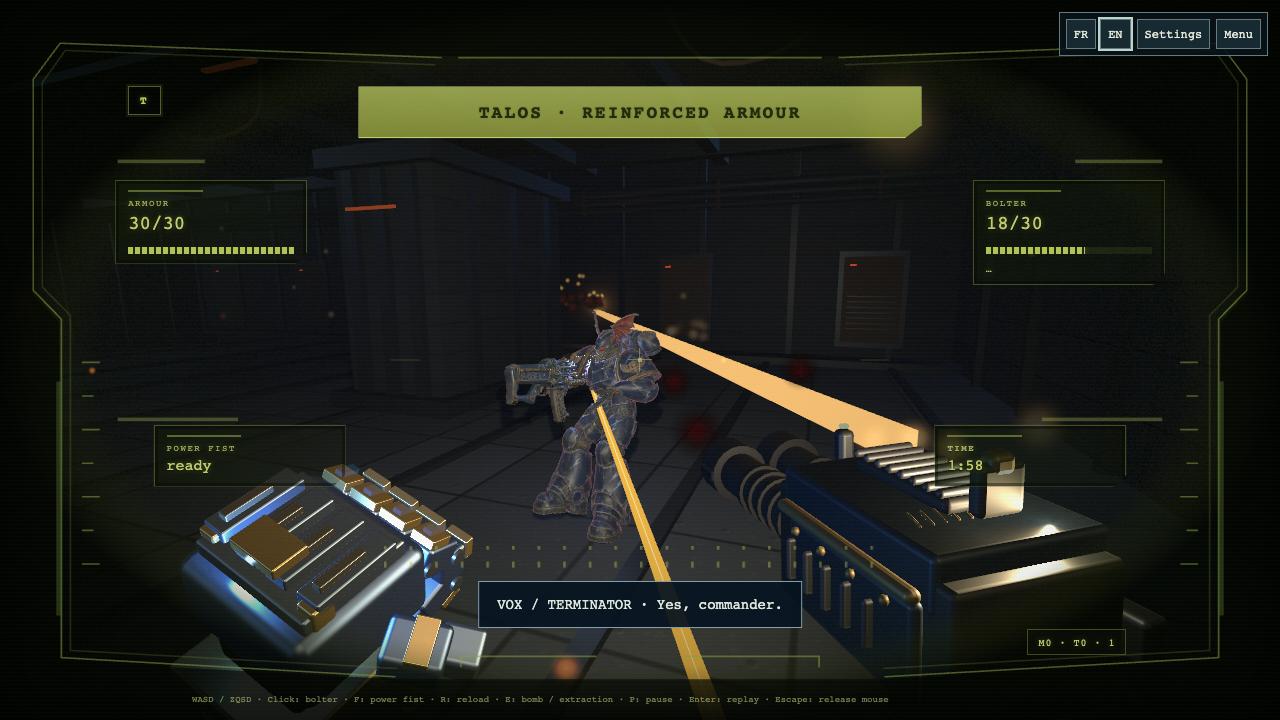 FR EN Settings Menu
T
TALOS · REINFORCED ARMOUR
ARMOUR
30/30
BOLTER
18/30
…
POWER FIST
ready
TIME
1:58
VOX / TERMINATOR · Yes, commander.
M0 · T0 · 1
WASD / ZQSD · Click: bolter · F: power fist · R: reload · E: bomb / extraction · P: pause · Enter: replay · Escape: release mouse